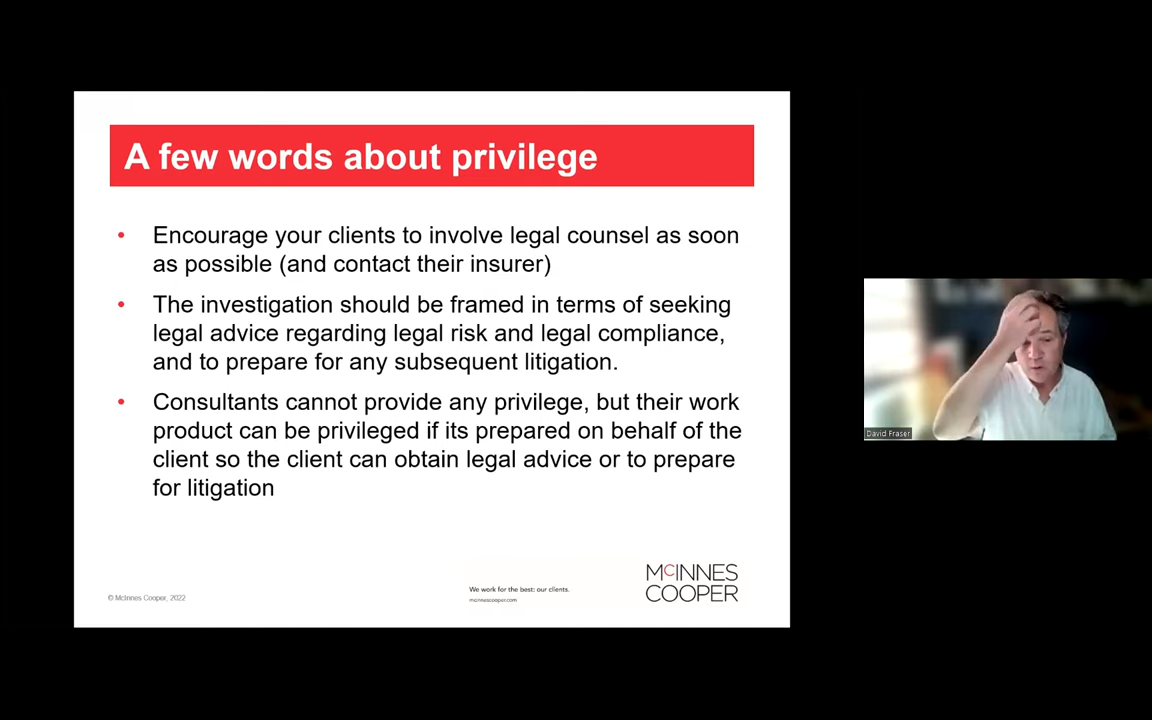 A few words about privilege
• Encourage your clients to involve legal counsel as soon
as possible (and contact their insurer)
• The investigation should be framed in terms of seeking
legal advice regarding legal risk and legal compliance,
and to prepare for any subsequent litigation.
• Consultants cannot provide any privilege, but their work
product can be privileged if its prepared on behalf of the
client so the client can obtain legal advice or to prepare
for litigation
David Fraser
© McInnes Cooper, 2022
We work for the best: our clients.
mcinnescooper.com
McINNES
COOPER